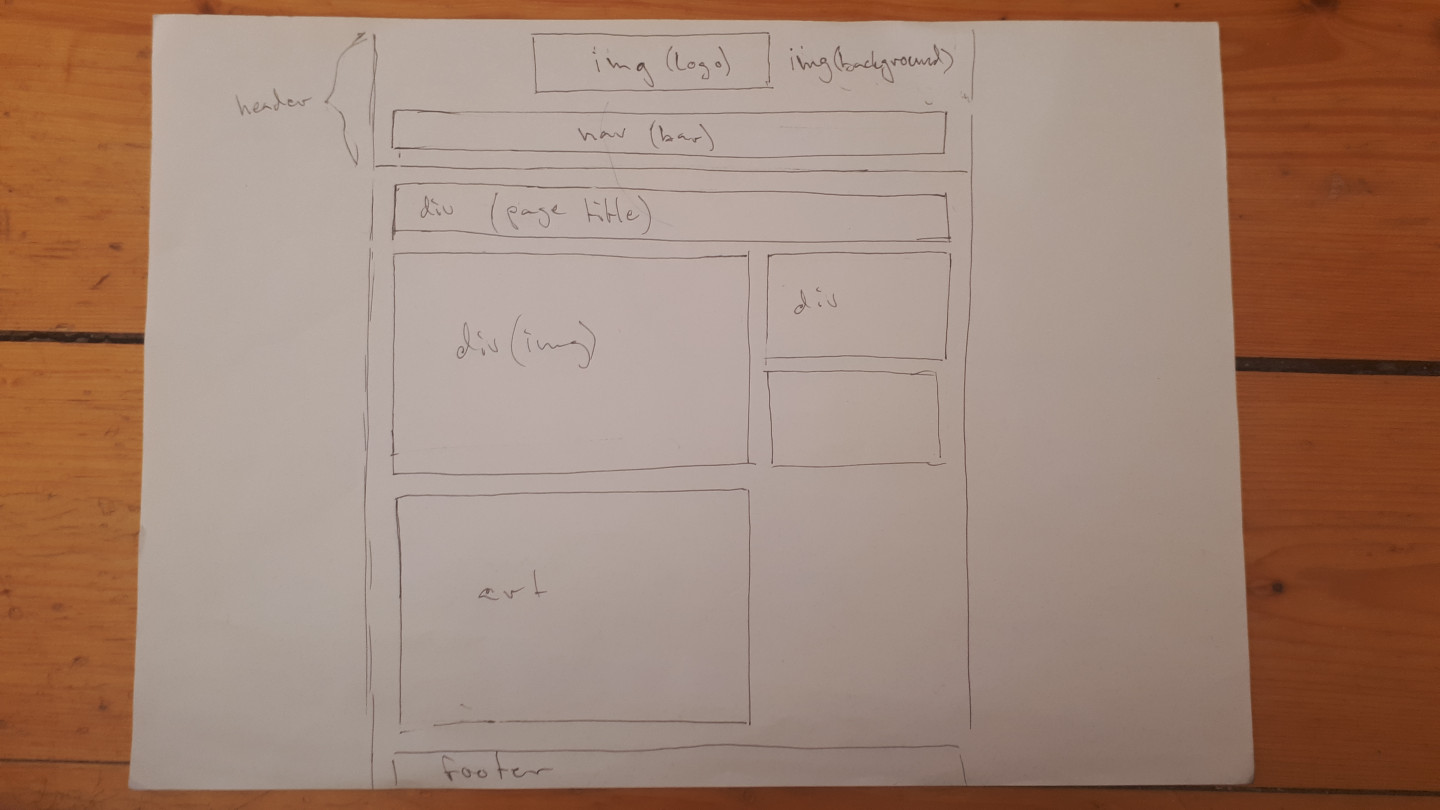 img (logo)
img (background)
header
nav (bar)
div (page title)
div (img)
div
art
footer